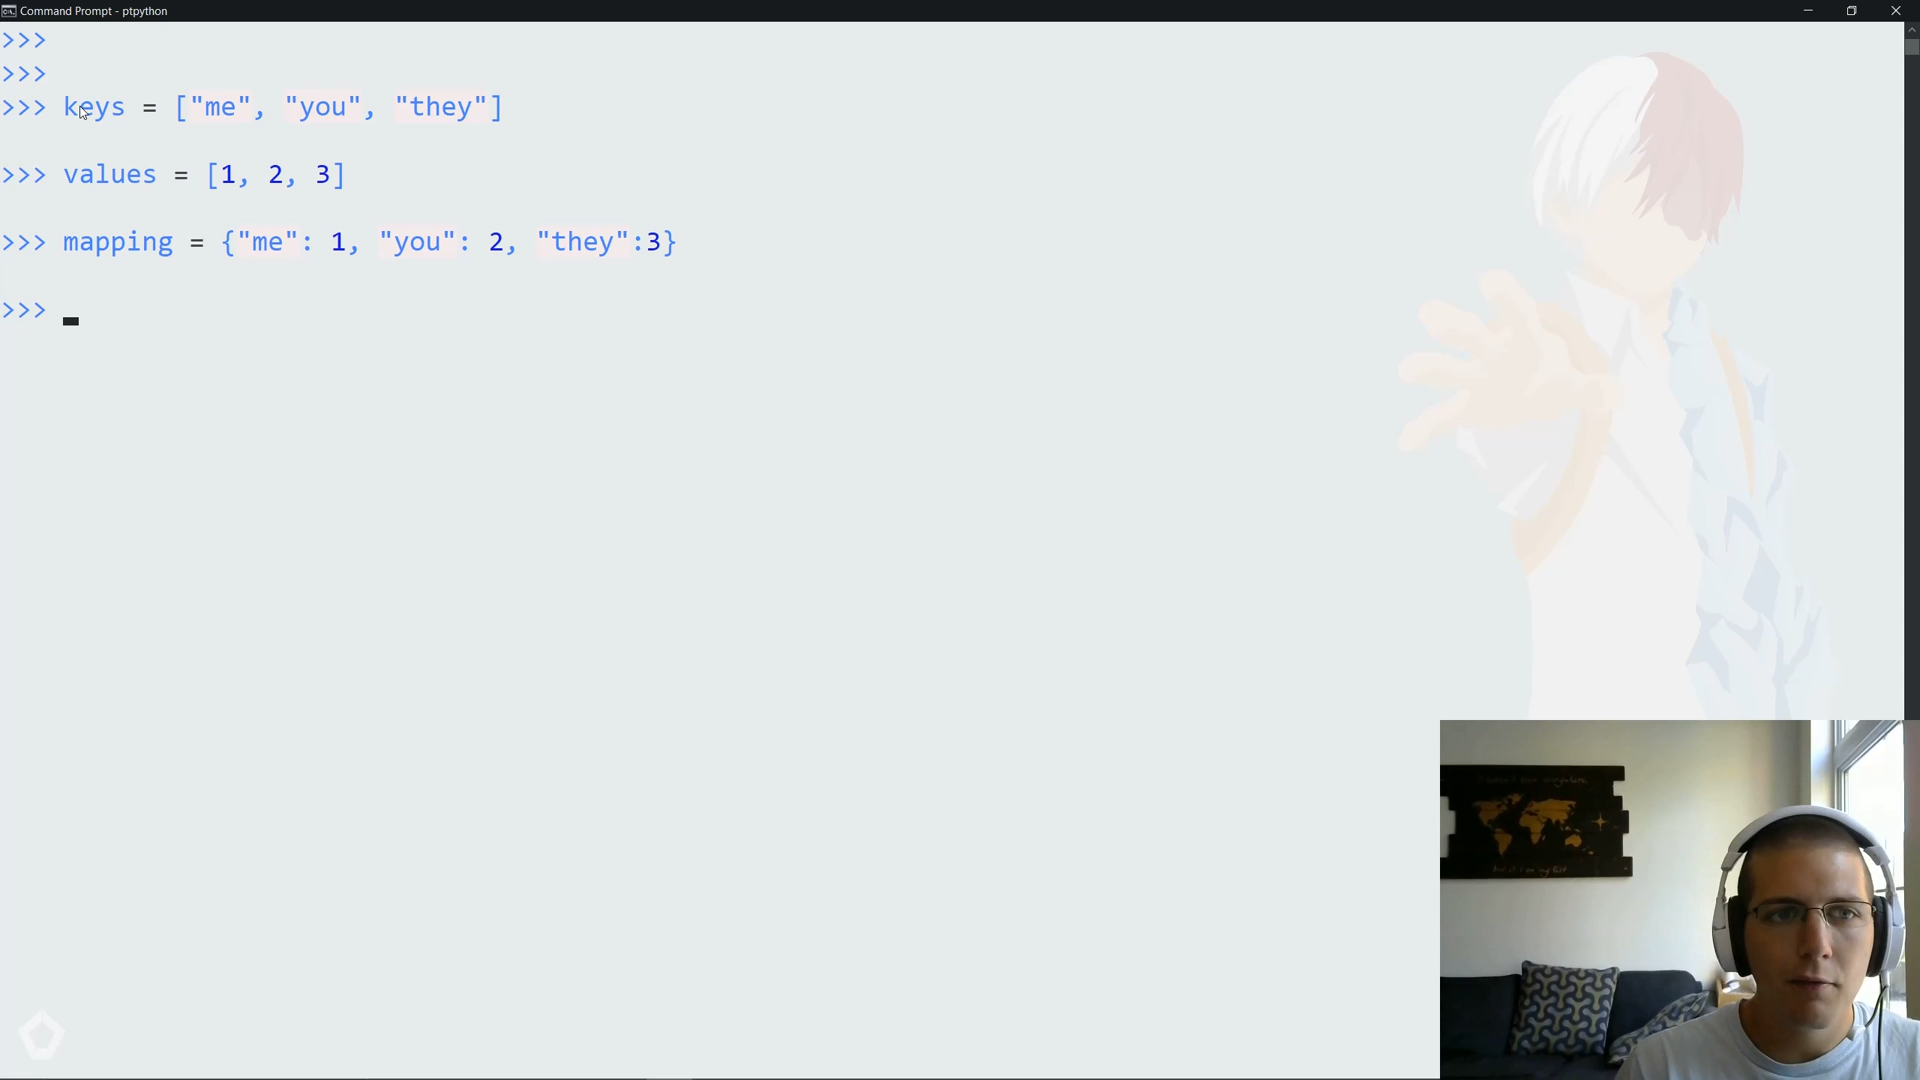 Command Prompt - ptpython
>>>
>>>
>>> keys = ["me", "you", "they"]
>>> values = [1, 2, 3]
>>> mapping = {"me": 1, "you": 2, "they":3}
>>>